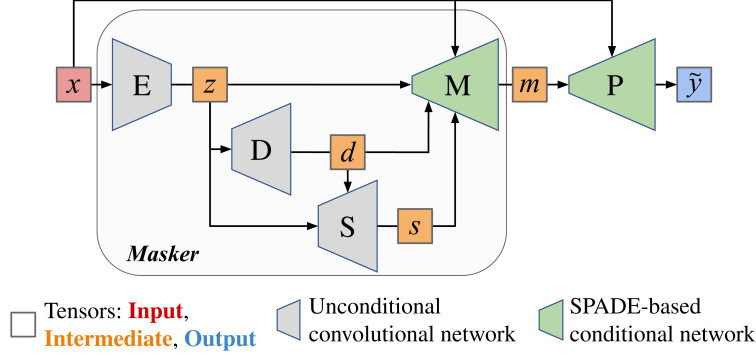 x
E
z
M
m
P
ỹ
D
d
S
s
Masker
Tensors: Input,
Intermediate, Output
Unconditional
convolutional network
SPADE-based
conditional network